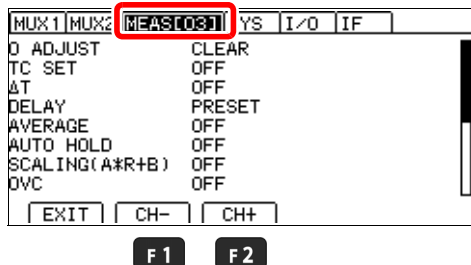 MUX1 MUX2 MEAS[03] YS I/O IF
0 ADJUST CLEAR
TC SET OFF
ΔT OFF
DELAY PRESET
AVERAGE OFF
AUTO HOLD OFF
SCALING(A*R+B) OFF
OVC OFF
EXIT CH- CH+
F1 F2